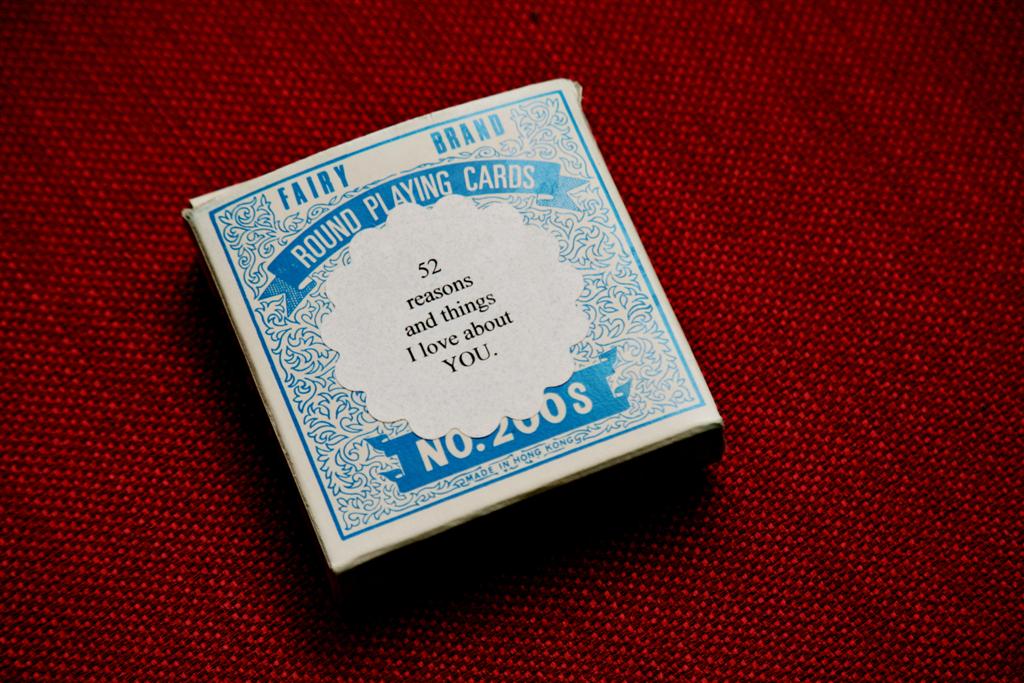 FAIRY BRAND
ROUND PLAYING CARDS
52
reasons
and things
I love about
YOU.
NO. 200S
MADE IN HONG KONG